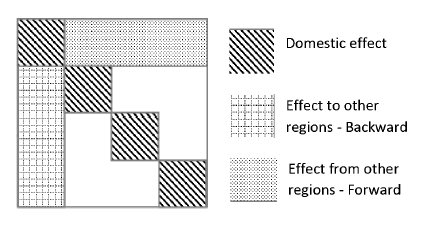 Domestic effect
Effect to other
regions - Backward
Effect from other
regions - Forward